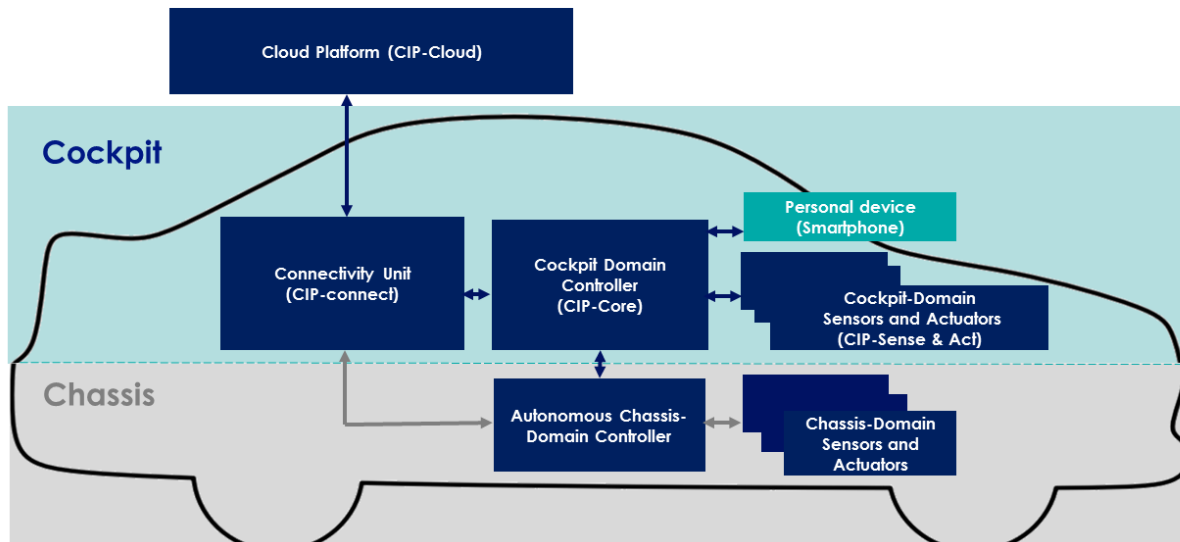 Cloud Platform (CIP-Cloud)
Cockpit
Personal device
(Smartphone)
Connectivity Unit
(CIP-connect)
Cockpit Domain
Controller
(CIP-Core)
Cockpit-Domain
Sensors and Actuators
(CIP-Sense & Act)
Chassis
Autonomous Chassis-
Domain Controller
Chassis-Domain
Sensors and
Actuators